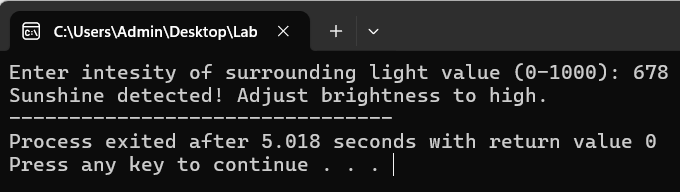 C:\Users\Admin\Desktop\Lab
Enter intesity of surrounding light value (0-1000): 678
Sunshine detected! Adjust brightness to high.
--------------------------------
Process exited after 5.018 seconds with return value 0
Press any key to continue . . .